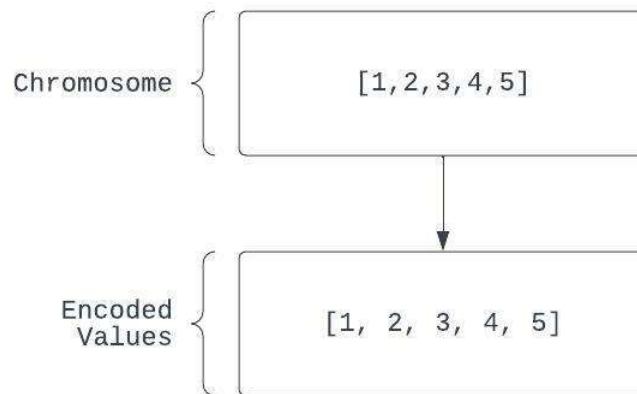 Chromosome
[1,2,3,4,5]
Encoded
Values
[1, 2, 3, 4, 5]